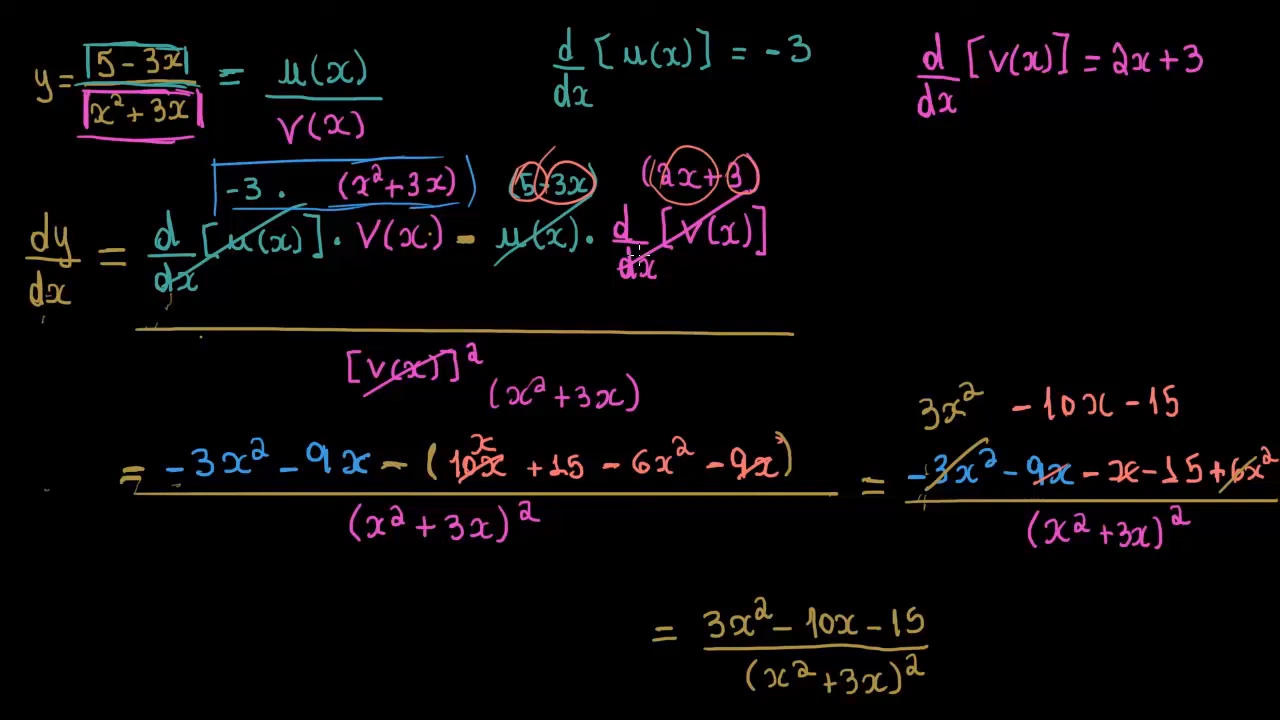 y = (5 - 3x)/(x² + 3x) = u(x)/V(x)
d/dx [u(x)] = -3
d/dx [V(x)] = 2x + 3
-3 · (x² + 3x) (5 - 3x) (2x + 3)
dy/dx = d/dx [u(x)] · V(x) - u(x) · d/dx [V(x)]
[V(x)]² (x² + 3x)
3x² - 10x - 15
= -3x² - 9x - (10x x + 15 - 6x² - 9x) = -3x² - 9x - x - 15 + 6x²
(x² + 3x)² (x² + 3x)²
= 3x² - 10x - 15
(x² + 3x)²